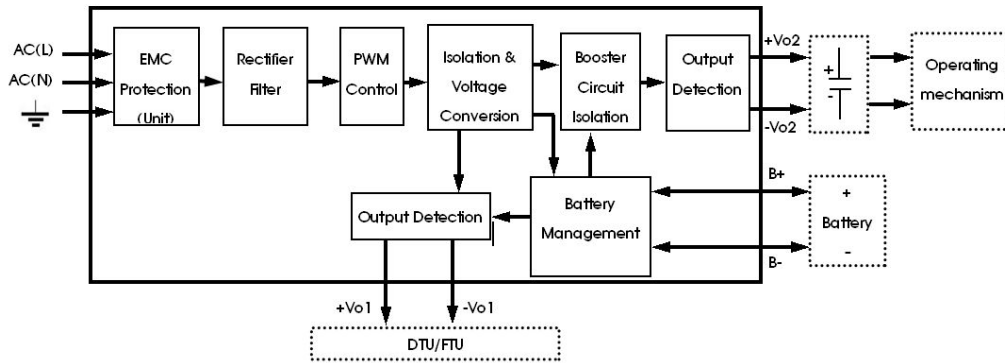 AC(L)
AC(N)
EMC
Protection
(Unit)
Rectifier
Filter
PWM
Control
Isolation &
Voltage
Conversion
Booster
Circuit
Isolation
Output
Detection
+Vo2
-Vo2
+
-
Operating
mechanism
Output Detection
Battery
Management
B+
B-
+
Battery
-
+Vo1
-Vo1
DTU/FTU